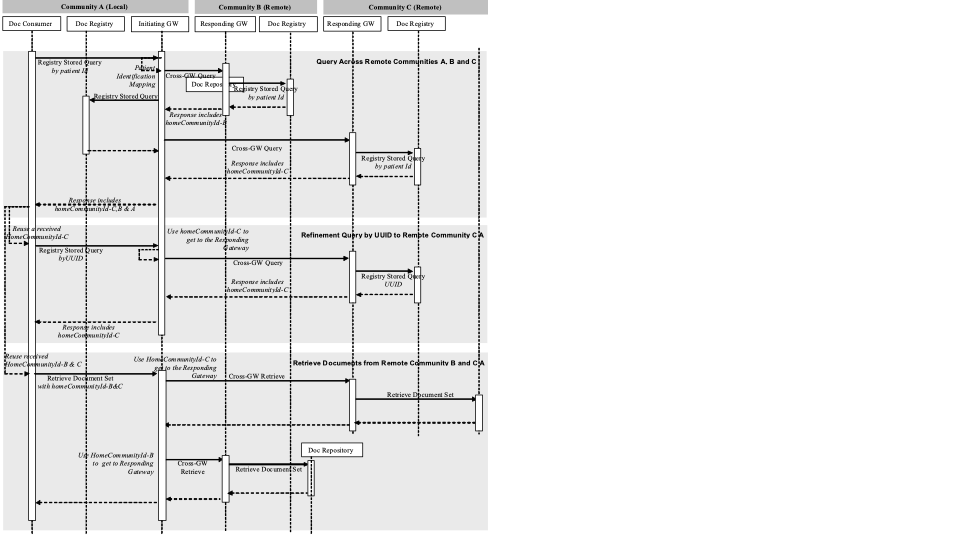 Community A (Local)
Community B (Remote)
Community C (Remote)
Doc Consumer
Doc Registry
Initiating GW
Responding GW
Doc Registry
Responding GW
Doc Registry
Query Across Remote Communities A, B and C
Registry Stored Query
by patient Id
Patient
Identification
Mapping
Cross-GW Query
Doc Repos
Registry Stored Query
by patient Id
Registry Stored Query
Response includes
homeCommunityId-B
Cross-GW Query
Registry Stored Query
by patient Id
Response includes
homeCommunityId-C
Response includes
homeCommunityId-C,B & A
Reuse a received
HomeCommunityId-C
Use homeCommunityId-C to
get to the Responding
Gateway
Refinement Query by UUID to Remote Community C A
Registry Stored Query
byUUID
Cross-GW Query
Registry Stored Query
UUID
Response includes
homeCommunityId-C
Response includes
homeCommunityId-C
Reuse received
HomeCommunityId-B & C
Use HomeCommunityId-C to
get to the Responding
Gateway
Retrieve Documents from Remote Community B and C A
Retrieve Document Set
with homeCommunityId-B&C
Cross-GW Retrieve
Retrieve Document Set
Doc Repository
Use HomeCommunityId-B
to get to Responding
Gateway
Cross-GW
Retrieve
Retrieve Document Set